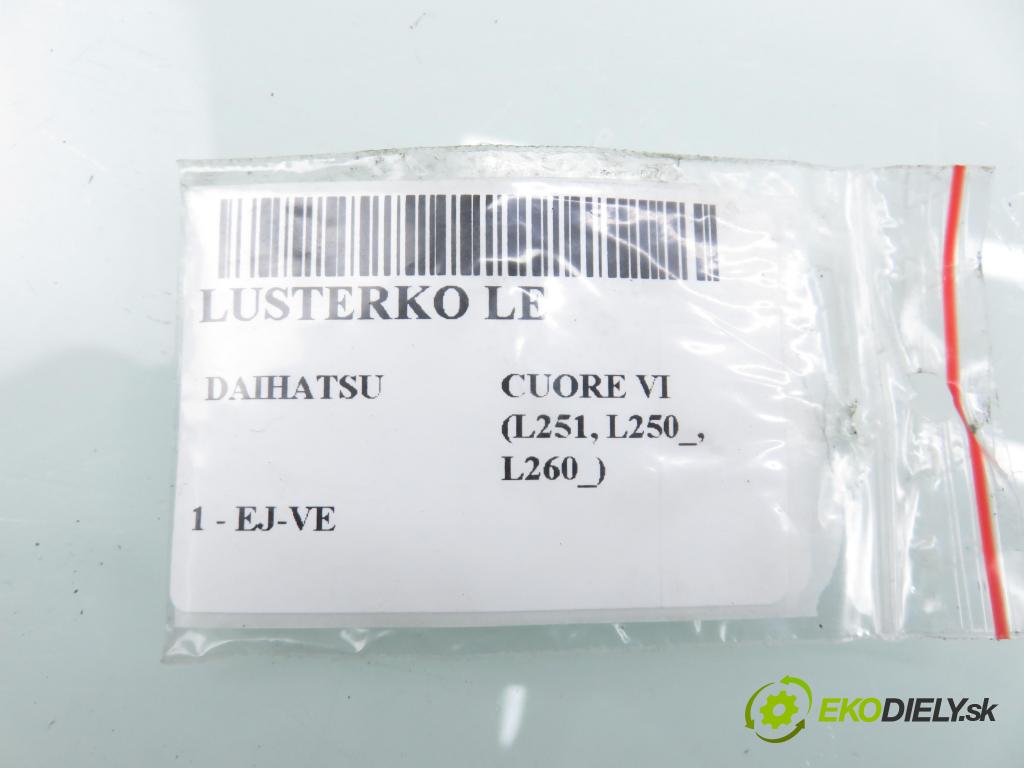 LUSTERKO LE
DAIHATSU CUORE VI
(L251, L250_,
L260_)
1 - EJ-VE
EKODIELY.sk